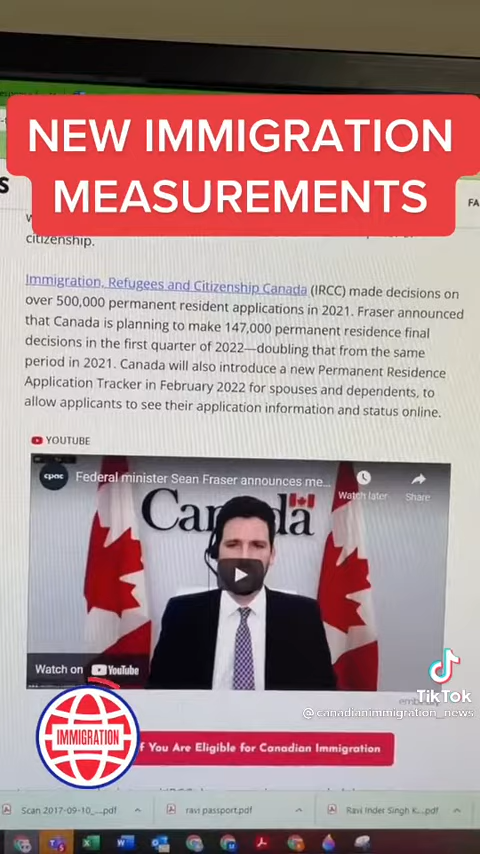 NEW IMMIGRATION
MEASUREMENTS
S
FA
citizenship.
Immigration, Refugees and Citizenship Canada (IRCC) made decisions on
over 500,000 permanent resident applications in 2021. Fraser announced
that Canada is planning to make 147,000 permanent residence final
decisions in the first quarter of 2022—doubling that from the same
period in 2021. Canada will also introduce a new Permanent Residence
Application Tracker in February 2022 for spouses and dependents, to
allow applicants to see their application information and status online.
YOUTUBE
cpac Federal minister Sean Fraser announces me...
Watch later Share
Canada
Watch on YouTube
TikTok
@canadianimmigration_news
IMMIGRATION
f You Are Eligible for Canadian Immigration
Scan 2017-09-10_....pdf
ravi passport.pdf
Ravi Inder Singh K....pdf